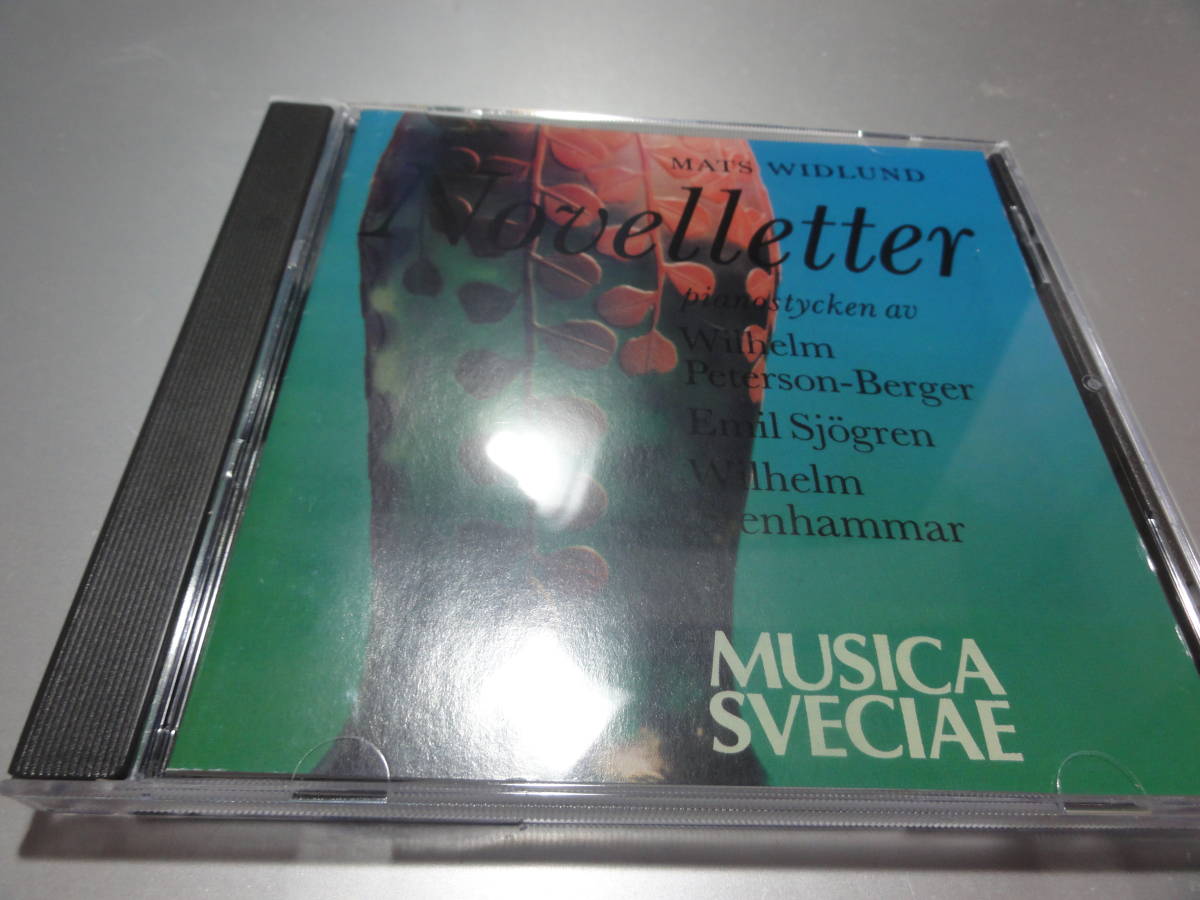 MATS WIDLUND
Novelletter
pianostycken av
Wilhelm
Peterson-Berger
Emil Sjögren
Wilhelm
Stenhammar
MUSICA
SVECIAE